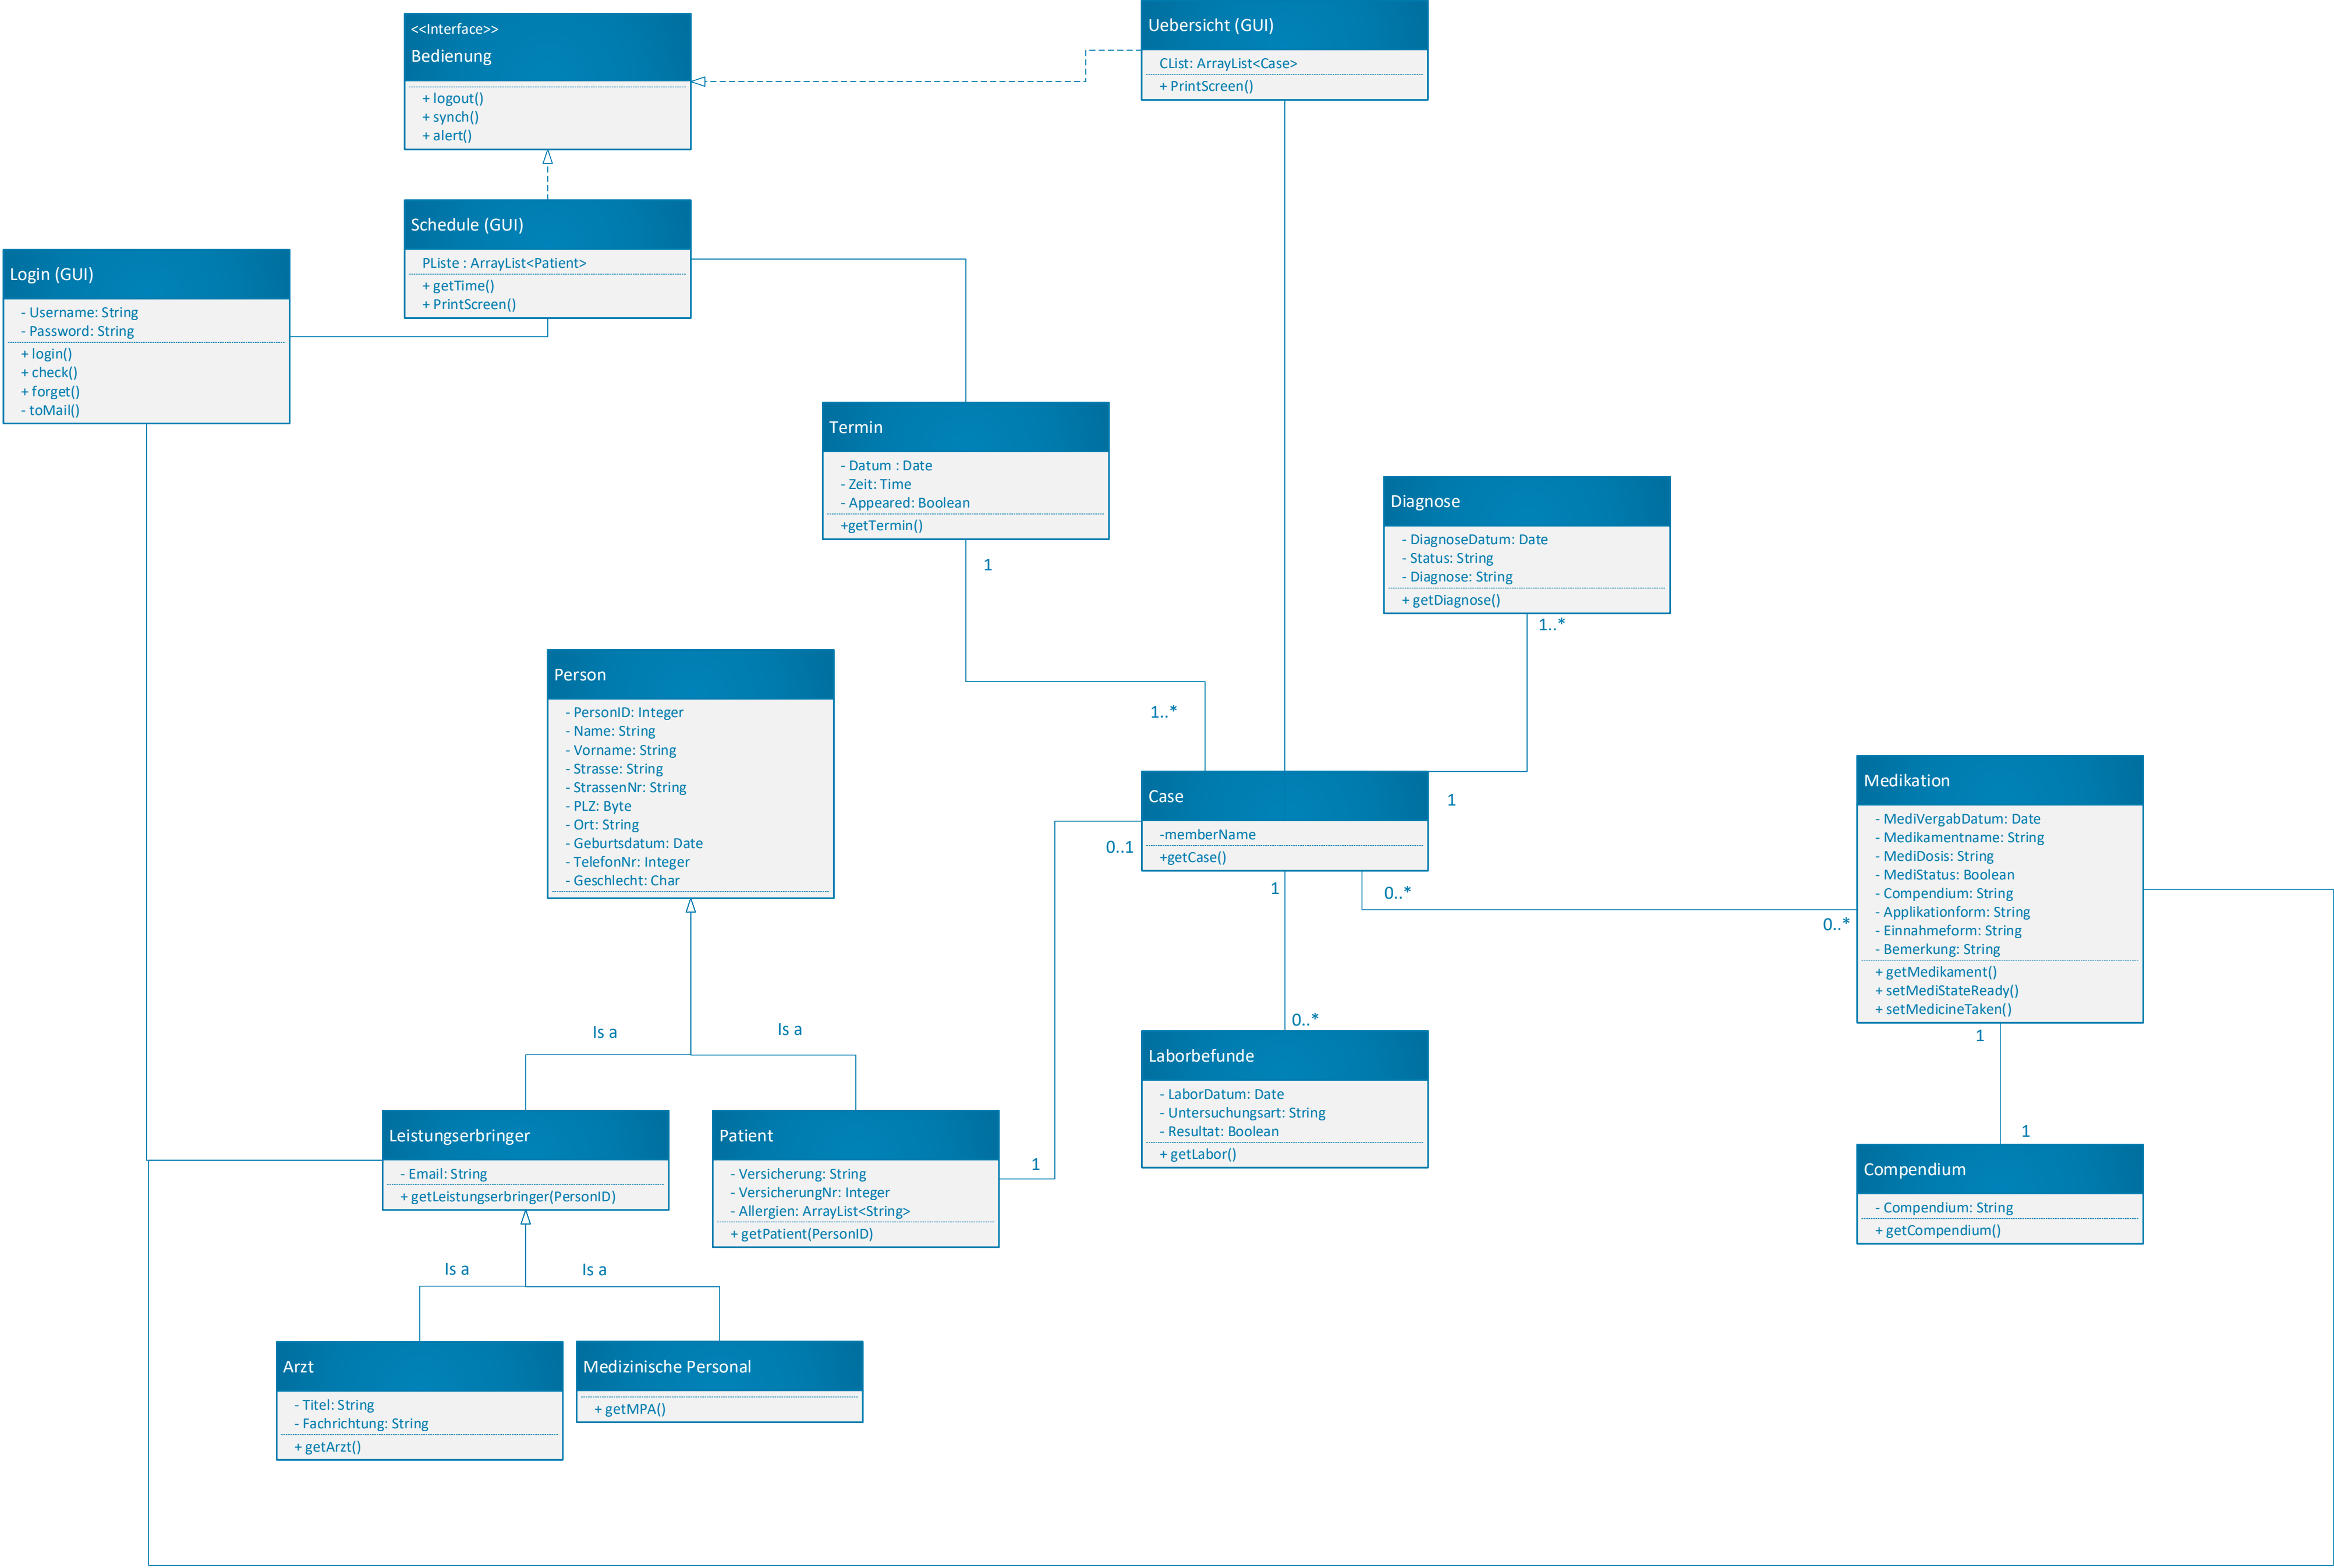 <<Interface>>
Bedienung
+ logout()
+ synch()
+ alert()
Uebersicht (GUI)
CList: ArrayList<Case>
+ PrintScreen()
Schedule (GUI)
PListe : ArrayList<Patient>
+ getTime()
+ PrintScreen()
Login (GUI)
- Username: String
- Password: String
+ login()
+ check()
+ forget()
- toMail()
Termin
- Datum : Date
- Zeit: Time
- Appeared: Boolean
+getTermin()
1
1..*
Diagnose
- DiagnoseDatum: Date
- Status: String
- Diagnose: String
+ getDiagnose()
1..*
1
Person
- PersonID: Integer
- Name: String
- Vorname: String
- Strasse: String
- StrassenNr: String
- PLZ: Byte
- Ort: String
- Geburtsdatum: Date
- TelefonNr: Integer
- Geschlecht: Char
Case
-memberName
+getCase()
0..1
1
0..*
0..*
Medikation
- MediVergabDatum: Date
- Medikamentname: String
- MediDosis: String
- MediStatus: Boolean
- Compendium: String
- Applikationform: String
- Einnahmeform: String
- Bemerkung: String
+ getMedikament()
+ setMediStateReady()
+ setMedicineTaken()
1
1
Is a
Is a
0..*
Laborbefunde
- LaborDatum: Date
- Untersuchungsart: String
- Resultat: Boolean
+ getLabor()
Leistungserbringer
- Email: String
+ getLeistungserbringer(PersonID)
Patient
- Versicherung: String
- VersicherungNr: Integer
- Allergien: ArrayList<String>
+ getPatient(PersonID)
1
Compendium
- Compendium: String
+ getCompendium()
Is a
Is a
Arzt
- Titel: String
- Fachrichtung: String
+ getArzt()
Medizinische Personal
+ getMPA()